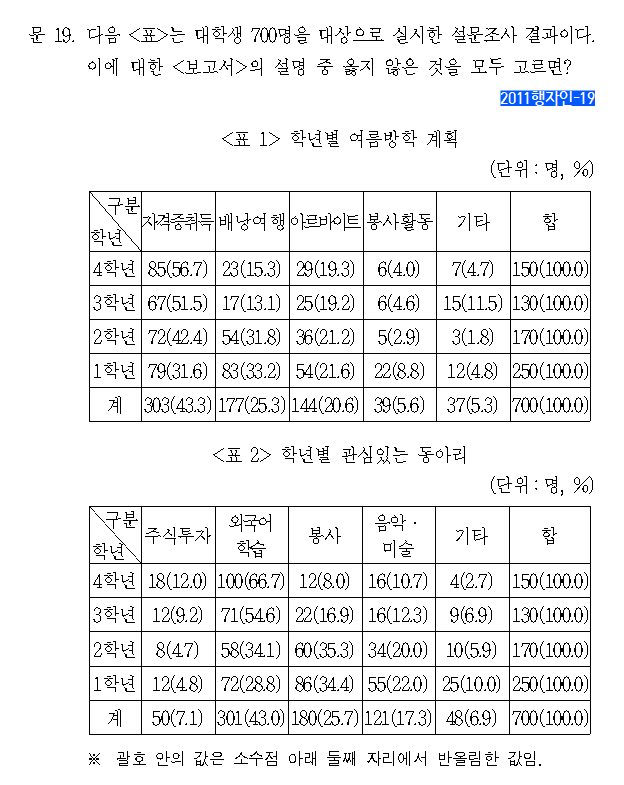 문 19. 다음 <표>는 대학생 700명을 대상으로 실시한 설문조사 결과이다.
이에 대한 <보고서>의 설명 중 옳지 않은 것을 모두 고르면?
2011행자인-19
<표 1> 학년별 여름방학 계획
(단위 : 명, %)
구분 학년 자격증취득 배낭여행 아르바이트 봉사활동 기타 합
4학년 85(56.7) 23(15.3) 29(19.3) 6(4.0) 7(4.7) 150(100.0)
3학년 67(51.5) 17(13.1) 25(19.2) 6(4.6) 15(11.5) 130(100.0)
2학년 72(42.4) 54(31.8) 36(21.2) 5(2.9) 3(1.8) 170(100.0)
1학년 79(31.6) 83(33.2) 54(21.6) 22(8.8) 12(4.8) 250(100.0)
계 303(43.3) 177(25.3) 144(20.6) 39(5.6) 37(5.3) 700(100.0)
<표 2> 학년별 관심있는 동아리
(단위 : 명, %)
구분 학년 주식투자 외국어 학습 봉사 음악 · 미술 기타 합
4학년 18(12.0) 100(66.7) 12(8.0) 16(10.7) 4(2.7) 150(100.0)
3학년 12(9.2) 71(54.6) 22(16.9) 16(12.3) 9(6.9) 130(100.0)
2학년 8(4.7) 58(34.1) 60(35.3) 34(20.0) 10(5.9) 170(100.0)
1학년 12(4.8) 72(28.8) 86(34.4) 55(22.0) 25(10.0) 250(100.0)
계 50(7.1) 301(43.0) 180(25.7) 121(17.3) 48(6.9) 700(100.0)
※ 괄호 안의 값은 소수점 아래 둘째 자리에서 반올림한 값임.